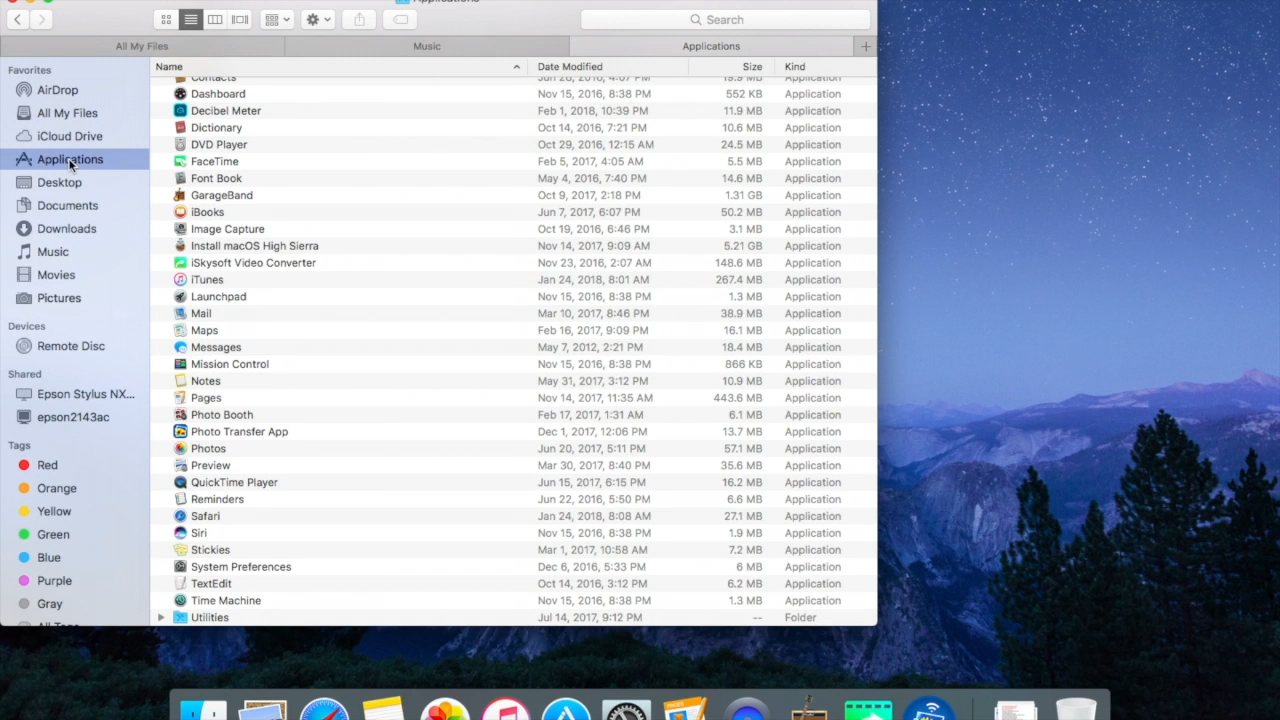 Applications
Search
All My Files
Music
Applications
Name
Date Modified
Size
Kind
Favorites
AirDrop
All My Files
iCloud Drive
Applications
Desktop
Documents
Downloads
Music
Movies
Pictures
Devices
Remote Disc
Shared
Epson Stylus NX...
epson2143ac
Tags
Red
Orange
Yellow
Green
Blue
Purple
Gray
All Tags
Contacts Jun 28, 2016, 4:07 PM 19.9 MB Application
Dashboard Nov 15, 2016, 8:38 PM 552 KB Application
Decibel Meter Feb 1, 2018, 10:39 PM 11.9 MB Application
Dictionary Oct 14, 2016, 7:21 PM 10.6 MB Application
DVD Player Oct 29, 2016, 12:15 AM 24.5 MB Application
FaceTime Feb 5, 2017, 4:05 AM 5.5 MB Application
Font Book May 4, 2016, 7:40 PM 14.6 MB Application
GarageBand Oct 9, 2017, 2:18 PM 1.31 GB Application
iBooks Jun 7, 2017, 6:07 PM 50.2 MB Application
Image Capture Oct 19, 2016, 6:46 PM 3.1 MB Application
Install macOS High Sierra Nov 14, 2017, 9:09 AM 5.21 GB Application
iSkysoft Video Converter Nov 23, 2016, 2:07 AM 148.6 MB Application
iTunes Jan 24, 2018, 8:01 AM 267.4 MB Application
Launchpad Nov 15, 2016, 8:38 PM 1.3 MB Application
Mail Mar 10, 2017, 8:46 PM 38.9 MB Application
Maps Feb 16, 2017, 9:09 PM 16.1 MB Application
Messages May 7, 2012, 2:21 PM 18.4 MB Application
Mission Control Nov 15, 2016, 8:38 PM 866 KB Application
Notes May 31, 2017, 3:12 PM 10.9 MB Application
Pages Nov 14, 2017, 11:35 AM 443.6 MB Application
Photo Booth Feb 17, 2017, 1:31 AM 6.1 MB Application
Photo Transfer App Dec 1, 2017, 12:06 PM 13.7 MB Application
Photos Jun 20, 2017, 5:11 PM 57.1 MB Application
Preview Mar 30, 2017, 8:40 PM 35.6 MB Application
QuickTime Player Jun 15, 2017, 6:15 PM 16.2 MB Application
Reminders Jun 22, 2016, 5:50 PM 6.6 MB Application
Safari Jan 24, 2018, 8:08 AM 27.1 MB Application
Siri Nov 15, 2016, 8:38 PM 1.9 MB Application
Stickies Mar 1, 2017, 10:58 AM 7.2 MB Application
System Preferences Dec 6, 2016, 5:33 PM 6 MB Application
TextEdit Oct 14, 2016, 3:12 PM 6.2 MB Application
Time Machine Nov 15, 2016, 8:38 PM 1.3 MB Application
Utilities Jul 14, 2017, 9:12 PM -- Folder